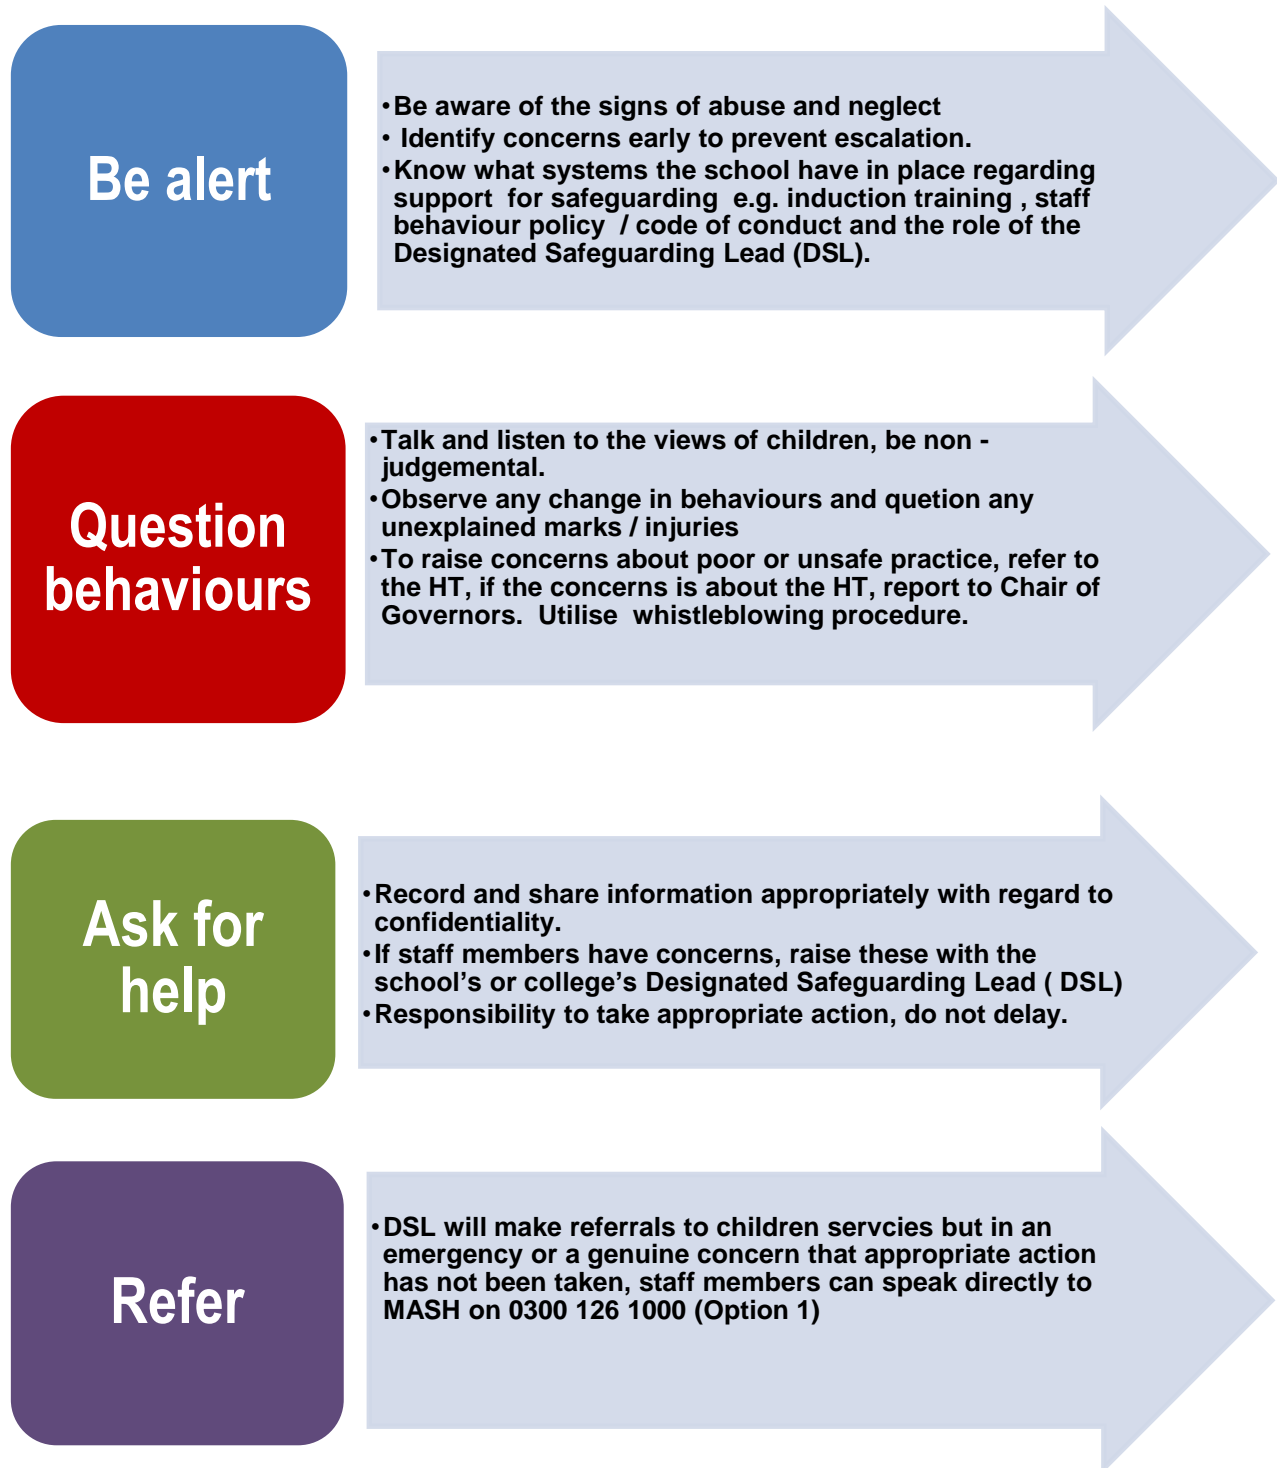 Be alert
•Be aware of the signs of abuse and neglect
• Identify concerns early to prevent escalation.
•Know what systems the school have in place regarding
support for safeguarding e.g. induction training , staff
behaviour policy / code of conduct and the role of the
Designated Safeguarding Lead (DSL).
Question
behaviours
•Talk and listen to the views of children, be non -
judgemental.
•Observe any change in behaviours and quetion any
unexplained marks / injuries
•To raise concerns about poor or unsafe practice, refer to
the HT, if the concerns is about the HT, report to Chair of
Governors. Utilise whistleblowing procedure.
Ask for
help
•Record and share information appropriately with regard to
confidentiality.
•If staff members have concerns, raise these with the
school’s or college’s Designated Safeguarding Lead ( DSL)
•Responsibility to take appropriate action, do not delay.
Refer
•DSL will make referrals to children servcies but in an
emergency or a genuine concern that appropriate action
has not been taken, staff members can speak directly to
MASH on 0300 126 1000 (Option 1)